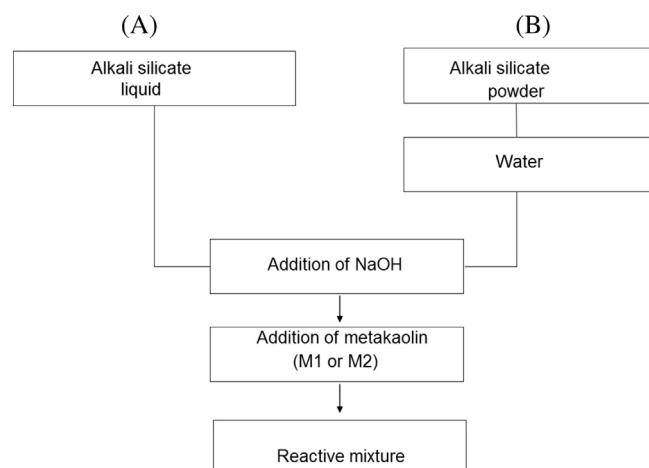 (A)
(B)
Alkali silicate
liquid
Alkali silicate
powder
Water
Addition of NaOH
Addition of metakaolin
(M1 or M2)
Reactive mixture